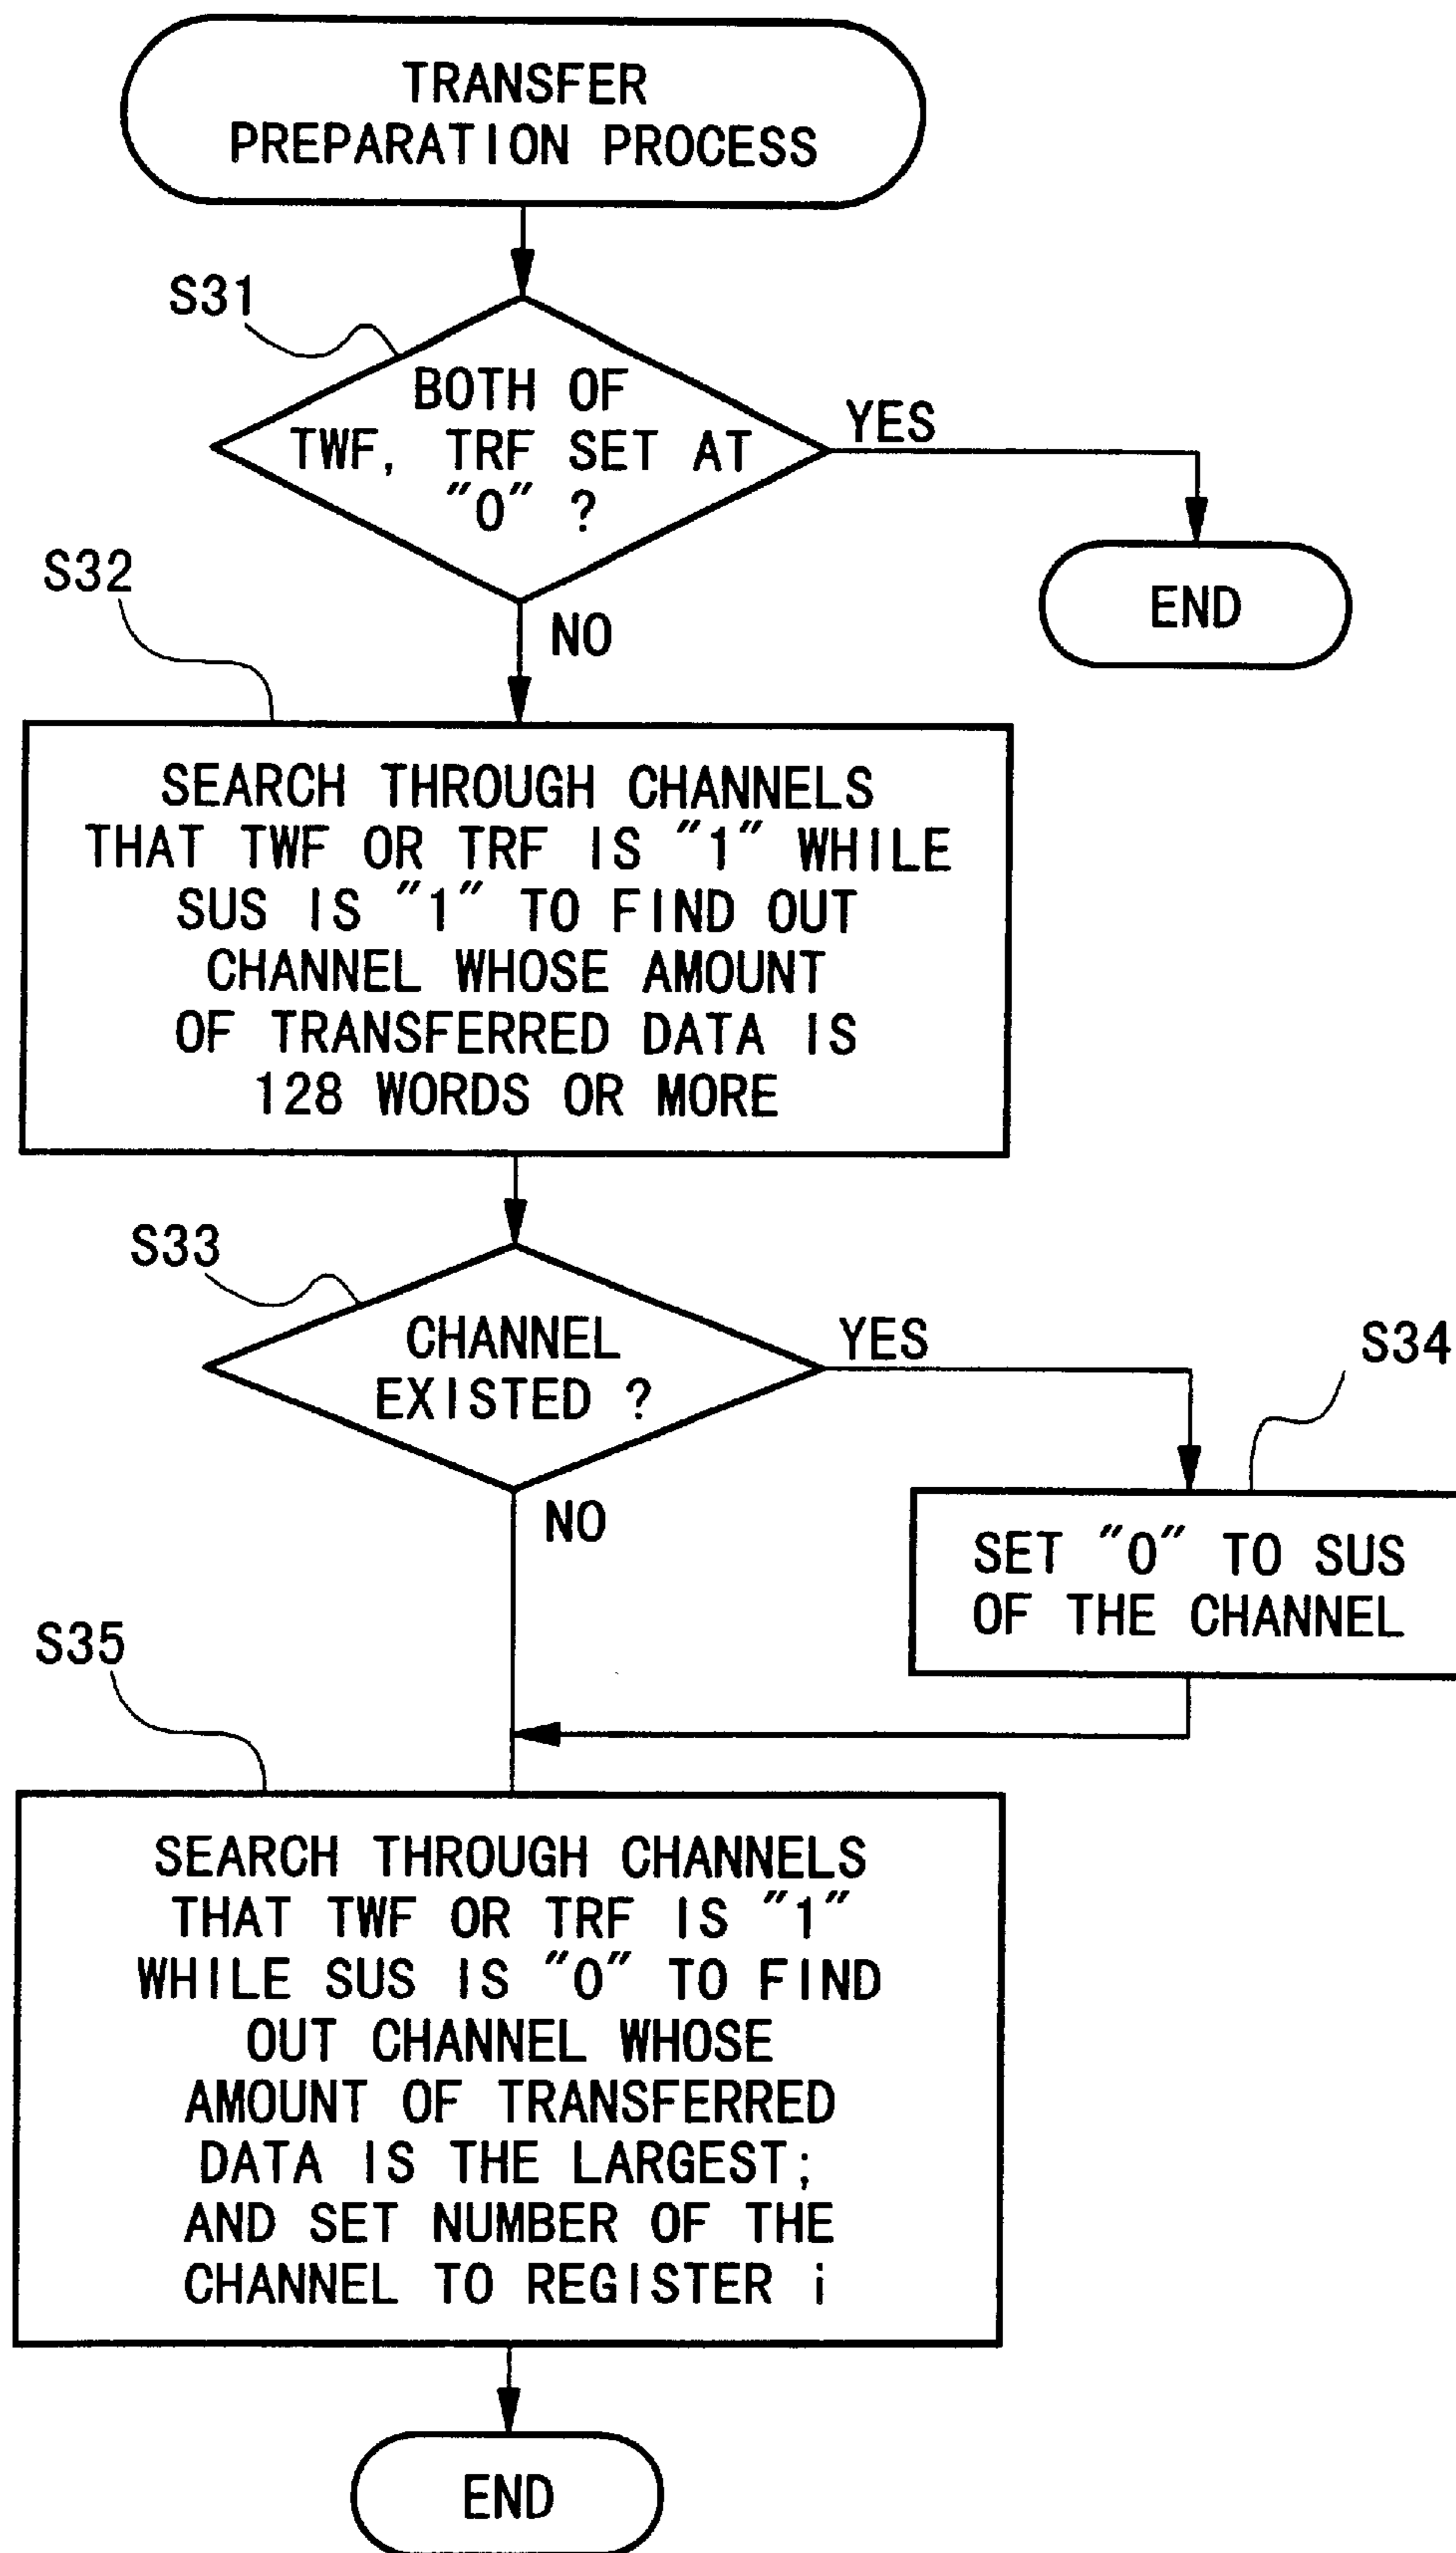 TRANSFER
PREPARATION PROCESS
S31
BOTH OF
TWF, TRF SET AT
"0" ?
YES
END
S32
NO
SEARCH THROUGH CHANNELS
THAT TWF OR TRF IS "1" WHILE
SUS IS "1" TO FIND OUT
CHANNEL WHOSE AMOUNT
OF TRANSFERRED DATA IS
128 WORDS OR MORE
S33
CHANNEL
EXISTED ?
YES
S34
NO
SET "0" TO SUS
OF THE CHANNEL
S35
SEARCH THROUGH CHANNELS
THAT TWF OR TRF IS "1"
WHILE SUS IS "0" TO FIND
OUT CHANNEL WHOSE
AMOUNT OF TRANSFERRED
DATA IS THE LARGEST;
AND SET NUMBER OF THE
CHANNEL TO REGISTER i
END